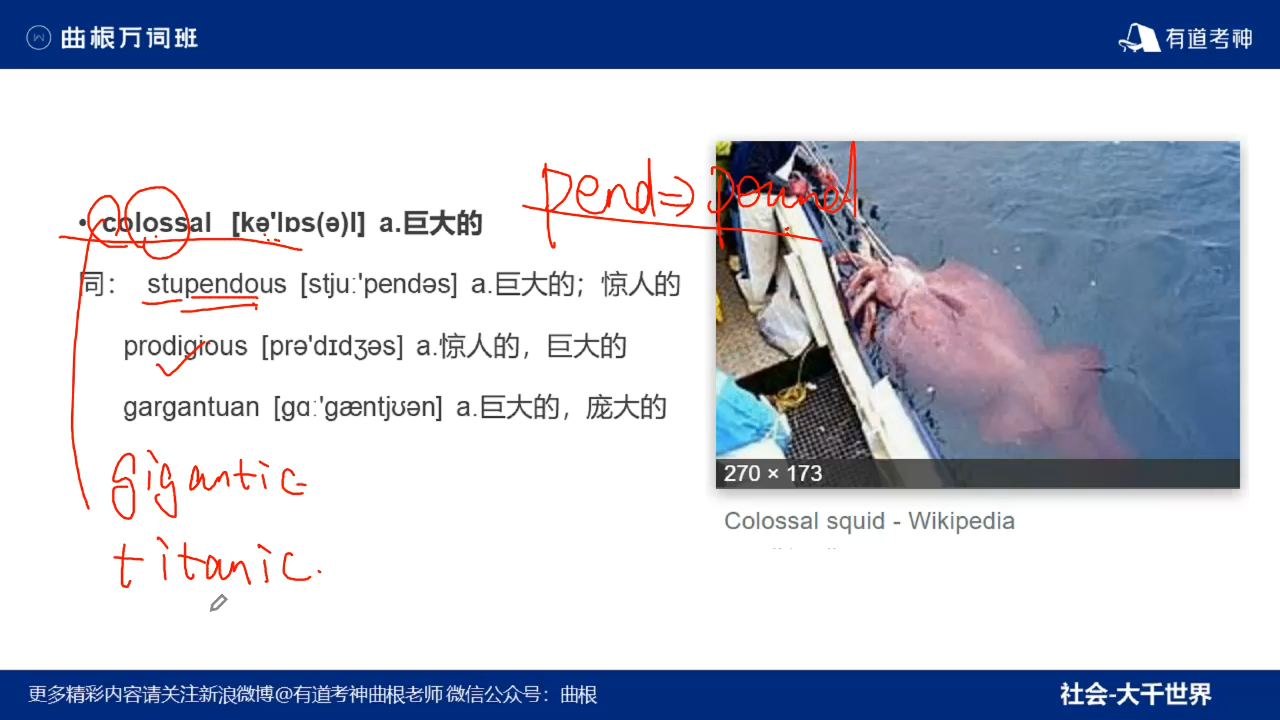 曲根万词班
有道考神
pend⇒pound
• colossal [kə'lɒs(ə)l] a.巨大的
同： stupendous [stjuː'pendəs] a.巨大的；惊人的
prodigious [prə'dɪdʒəs] a.惊人的，巨大的
gargantuan [gɑː'gæntjʊən] a.巨大的，庞大的
gigantic
titanic.
270 × 173
Colossal squid - Wikipedia
更多精彩内容请关注新浪微博@有道考神曲根老师 微信公众号：曲根
社会-大千世界